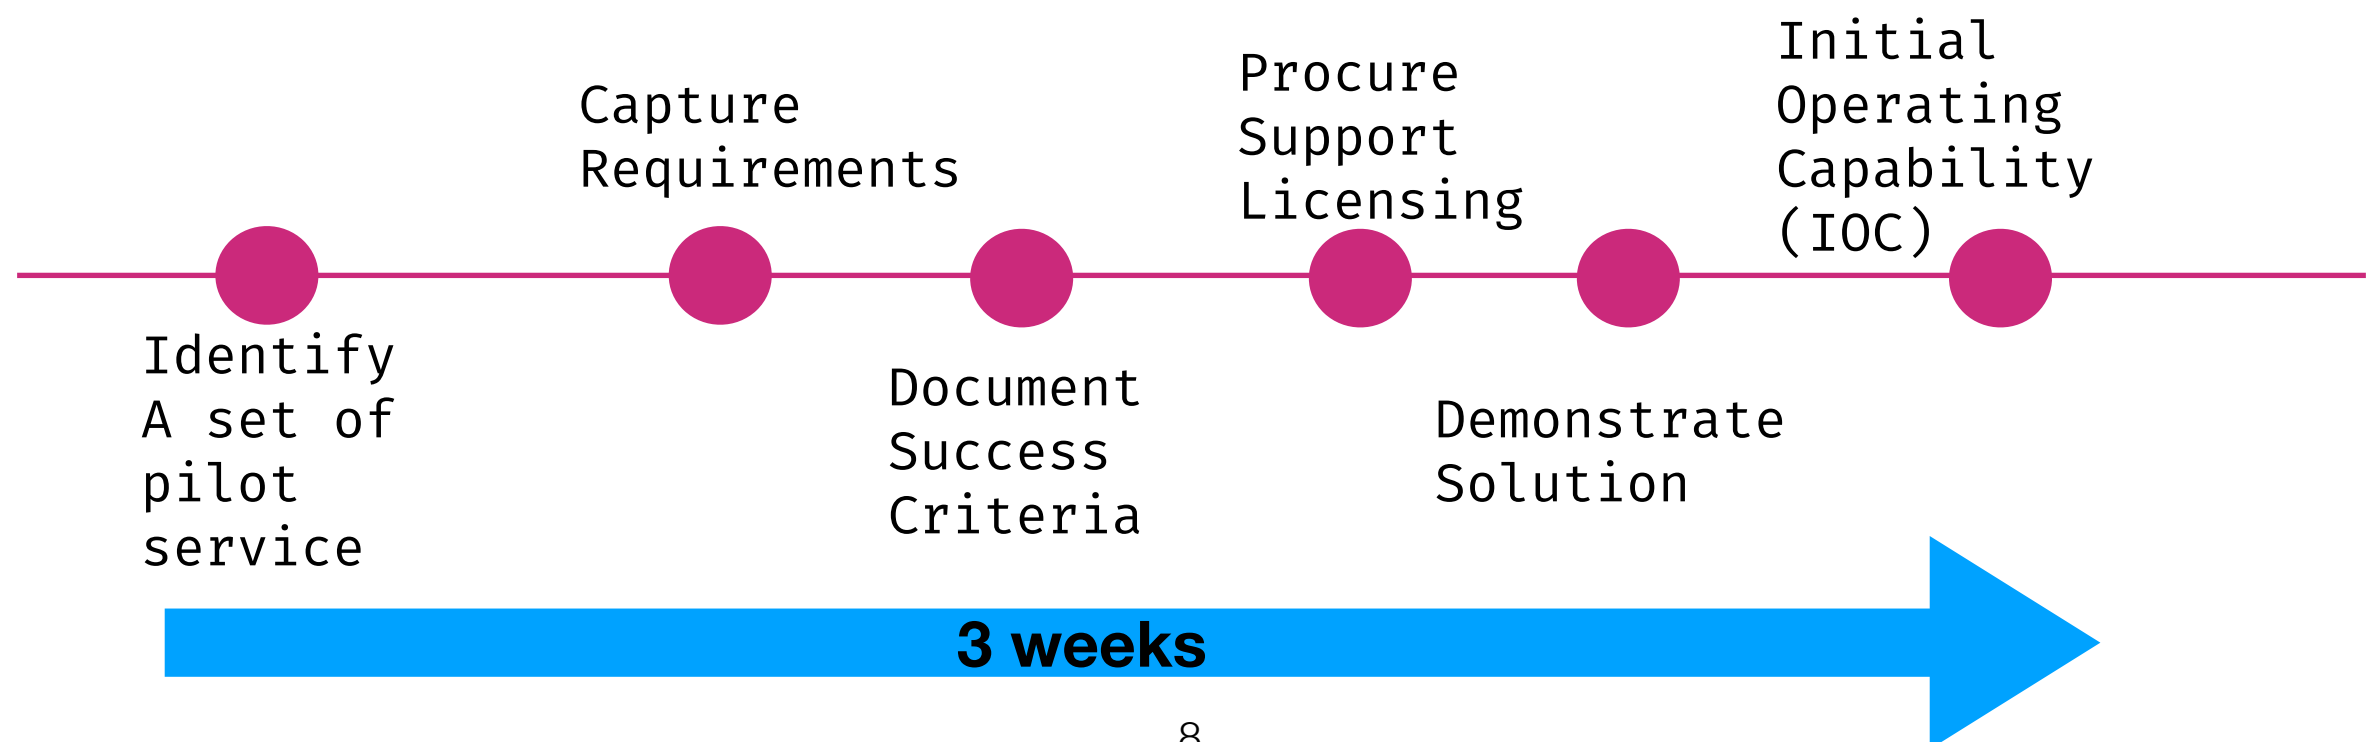 Identify
A set of
pilot
service
Capture
Requirements
Document
Success
Criteria
Procure
Support
Licensing
Demonstrate
Solution
Initial
Operating
Capability
(IOC)
3 weeks
8